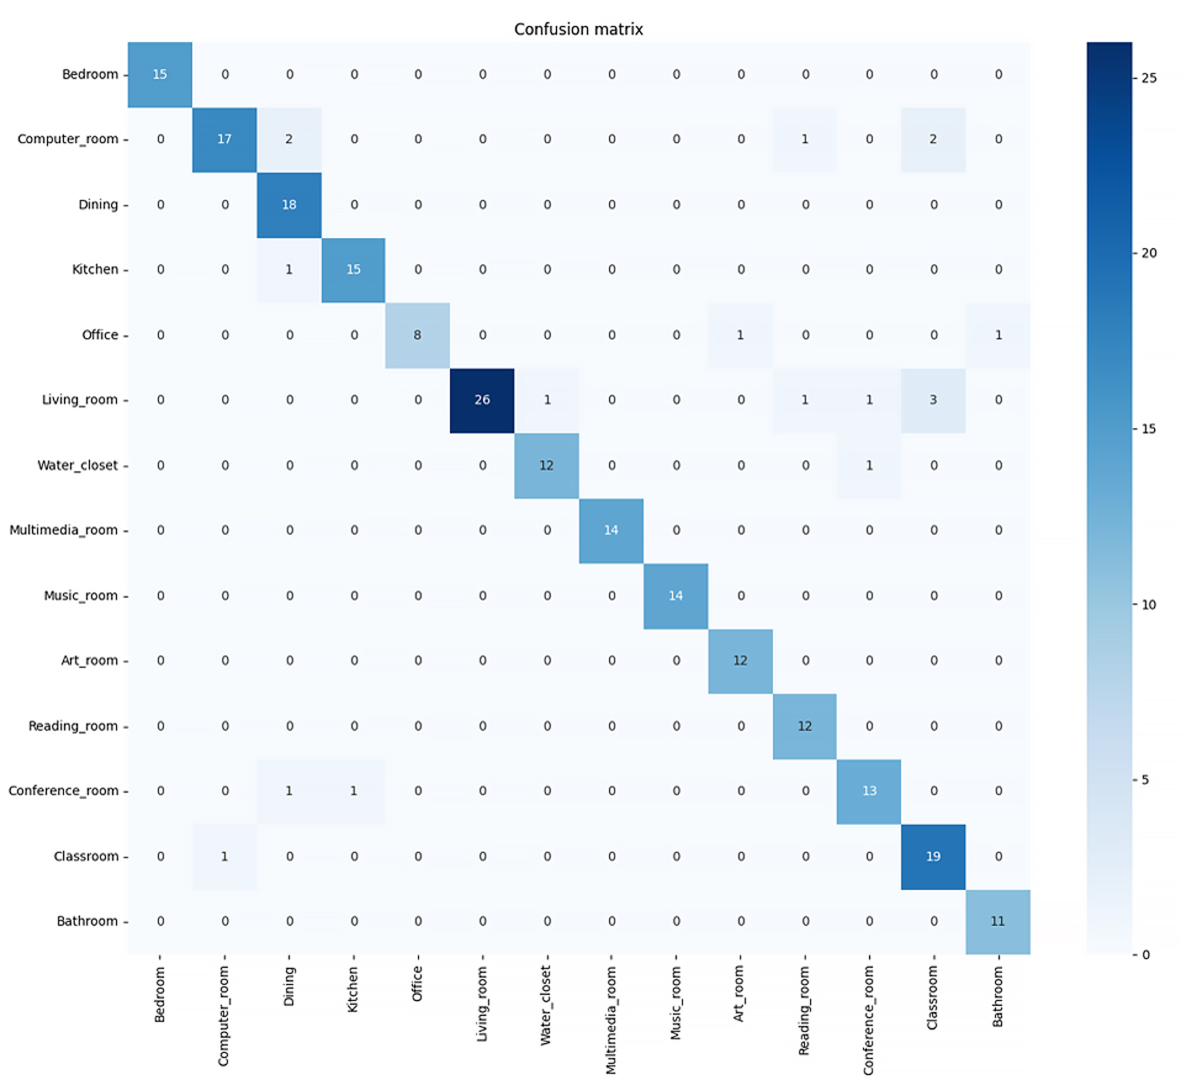 Confusion matrix
Bedroom 15 0 0 0 0 0 0 0 0 0 0 0 0 0
Computer_room 0 17 2 0 0 0 0 0 0 0 1 0 2 0
Dining 0 0 18 0 0 0 0 0 0 0 0 0 0 0
Kitchen 0 0 1 15 0 0 0 0 0 0 0 0 0 0
Office 0 0 0 0 8 0 0 0 0 1 0 0 0 1
Living_room 0 0 0 0 0 26 1 0 0 0 1 1 3 0
Water_closet 0 0 0 0 0 0 12 0 0 0 0 1 0 0
Multimedia_room 0 0 0 0 0 0 0 14 0 0 0 0 0 0
Music_room 0 0 0 0 0 0 0 0 14 0 0 0 0 0
Art_room 0 0 0 0 0 0 0 0 0 12 0 0 0 0
Reading_room 0 0 0 0 0 0 0 0 0 0 12 0 0 0
Conference_room 0 0 1 1 0 0 0 0 0 0 0 13 0 0
Classroom 0 1 0 0 0 0 0 0 0 0 0 0 19 0
Bathroom 0 0 0 0 0 0 0 0 0 0 0 0 0 11
Bedroom
Computer_room
Dining
Kitchen
Office
Living_room
Water_closet
Multimedia_room
Music_room
Art_room
Reading_room
Conference_room
Classroom
Bathroom
25
20
15
10
5
0